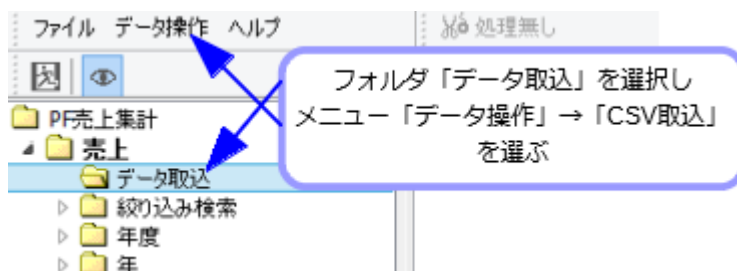 ファイル データ操作 ヘルプ
処理無し
フォルダ「データ取込」を選択し
メニュー「データ操作」→「CSV取込」
を選ぶ
PF売上集計
売上
データ取込
絞り込み検索
年度
年